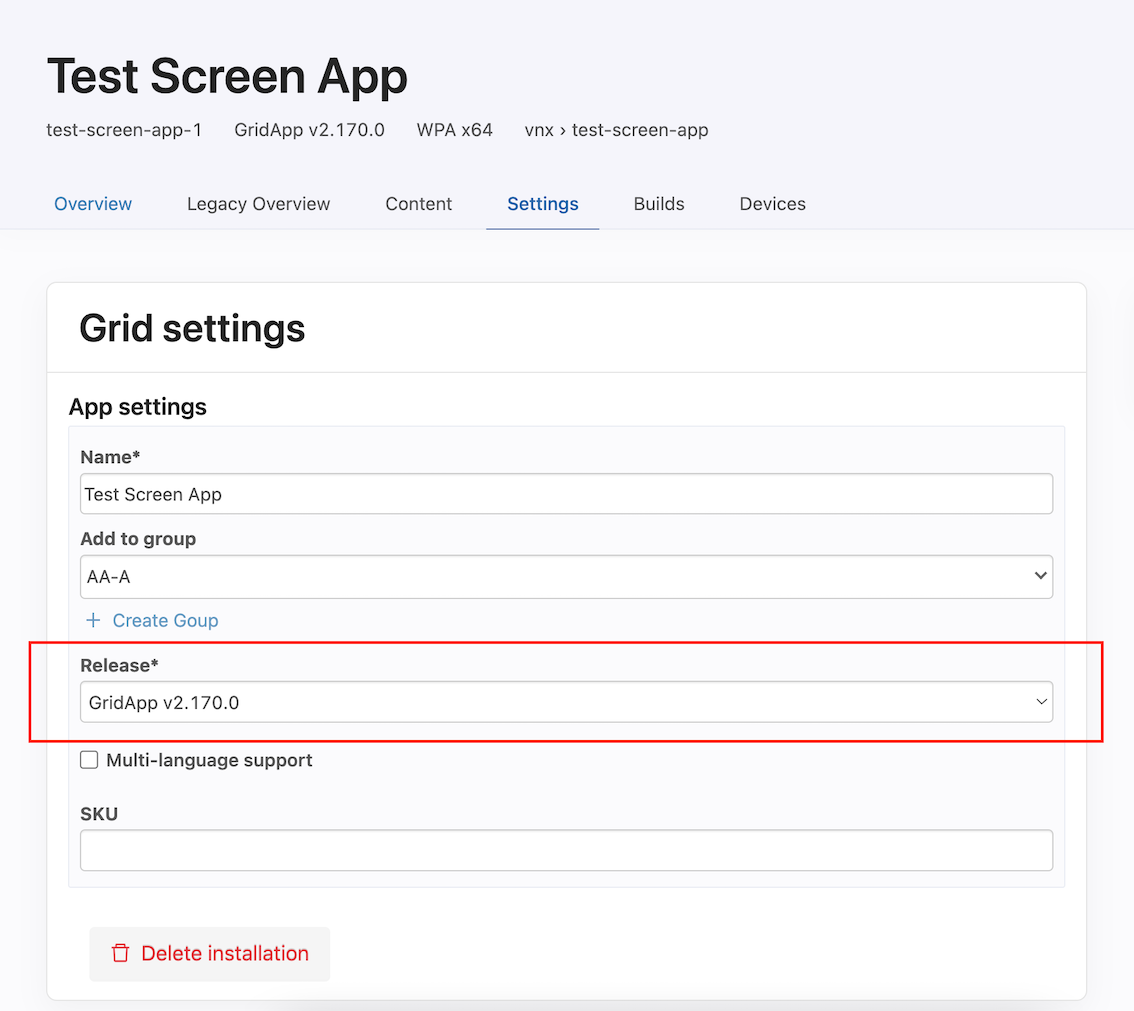 Test Screen App
test-screen-app-1 GridApp v2.170.0 WPA x64 vnx › test-screen-app
Overview Legacy Overview Content Settings Builds Devices
Grid settings
App settings
Name*
Test Screen App
Add to group
AA-A
+ Create Goup
Release*
GridApp v2.170.0
Multi-language support
SKU
Delete installation